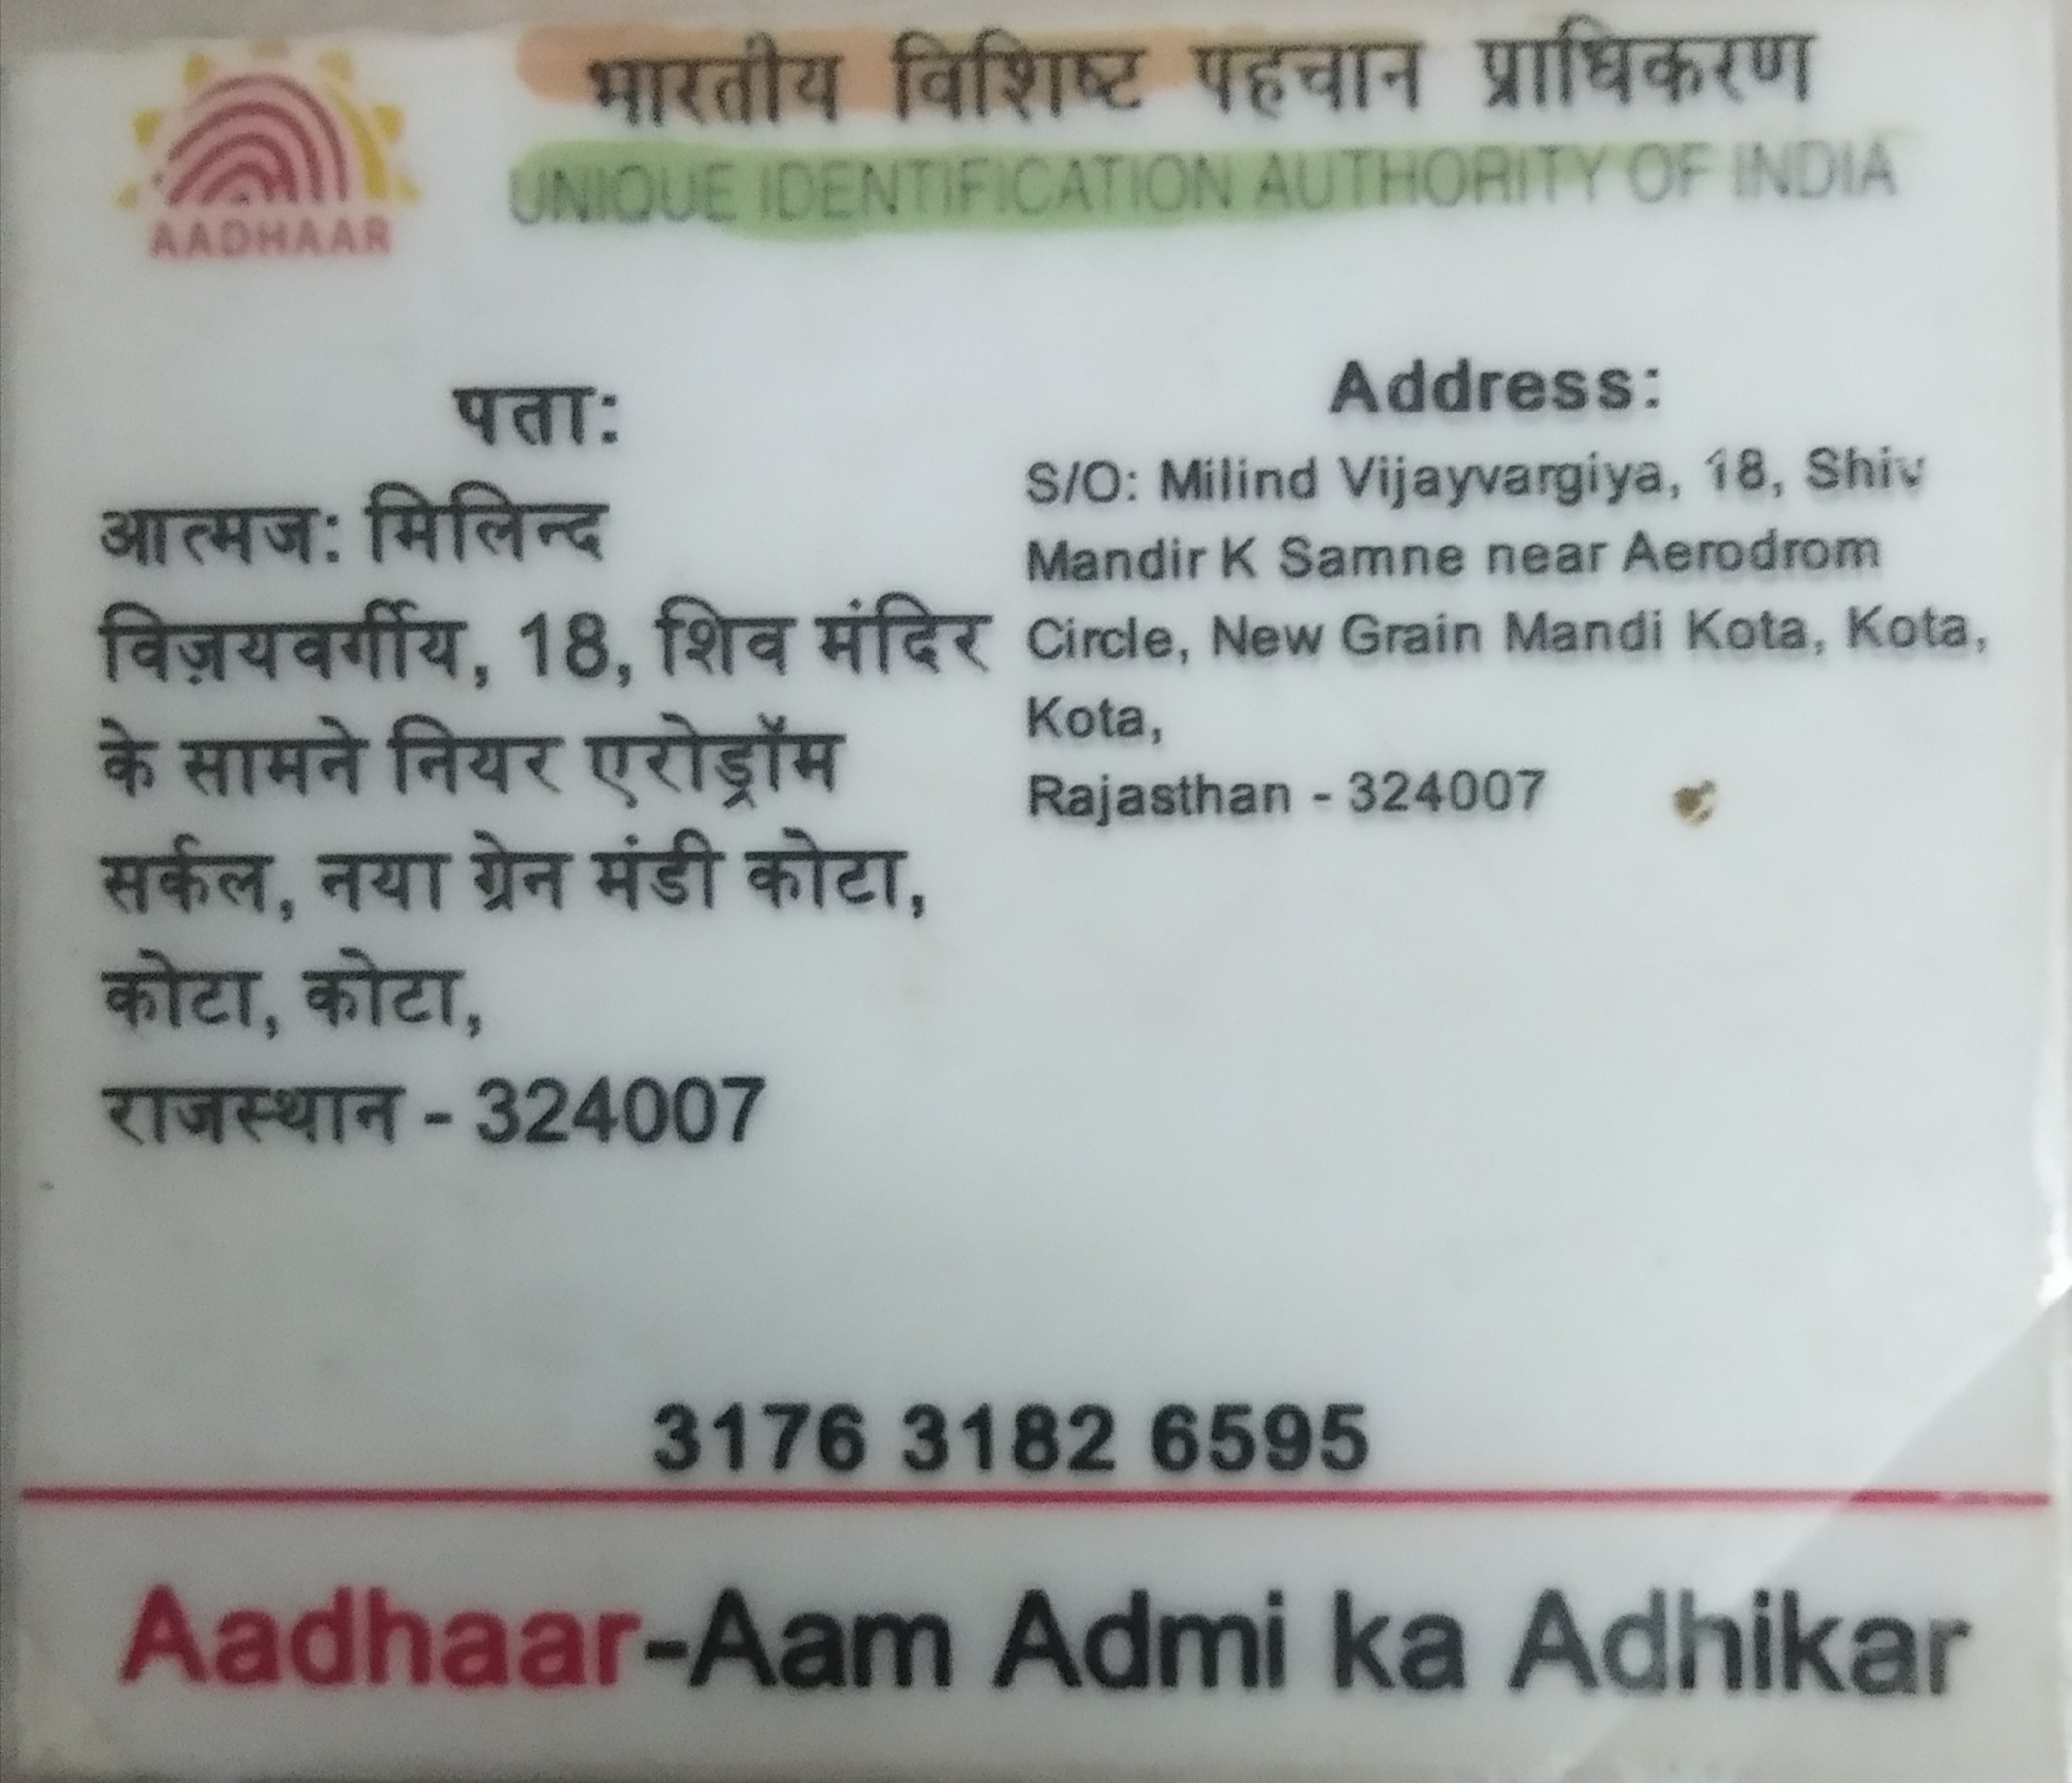 भारतीय विशिष्ट पहचान प्राधिकरण
UNIQUE IDENTIFICATION AUTHORITY OF INDIA
AADHAAR
पता:
आत्मज: मिलिन्द
विज़यवर्गीय, 18, शिव मंदिर
के सामने नियर एरोड्रॉम
सर्कल, नया ग्रेन मंडी कोटा,
कोटा, कोटा,
राजस्थान - 324007
Address:
S/O: Milind Vijayvargiya, 18, Shiv
Mandir K Samne near Aerodrom
Circle, New Grain Mandi Kota, Kota,
Kota,
Rajasthan - 324007
3176 3182 6595
Aadhaar-Aam Admi ka Adhikar